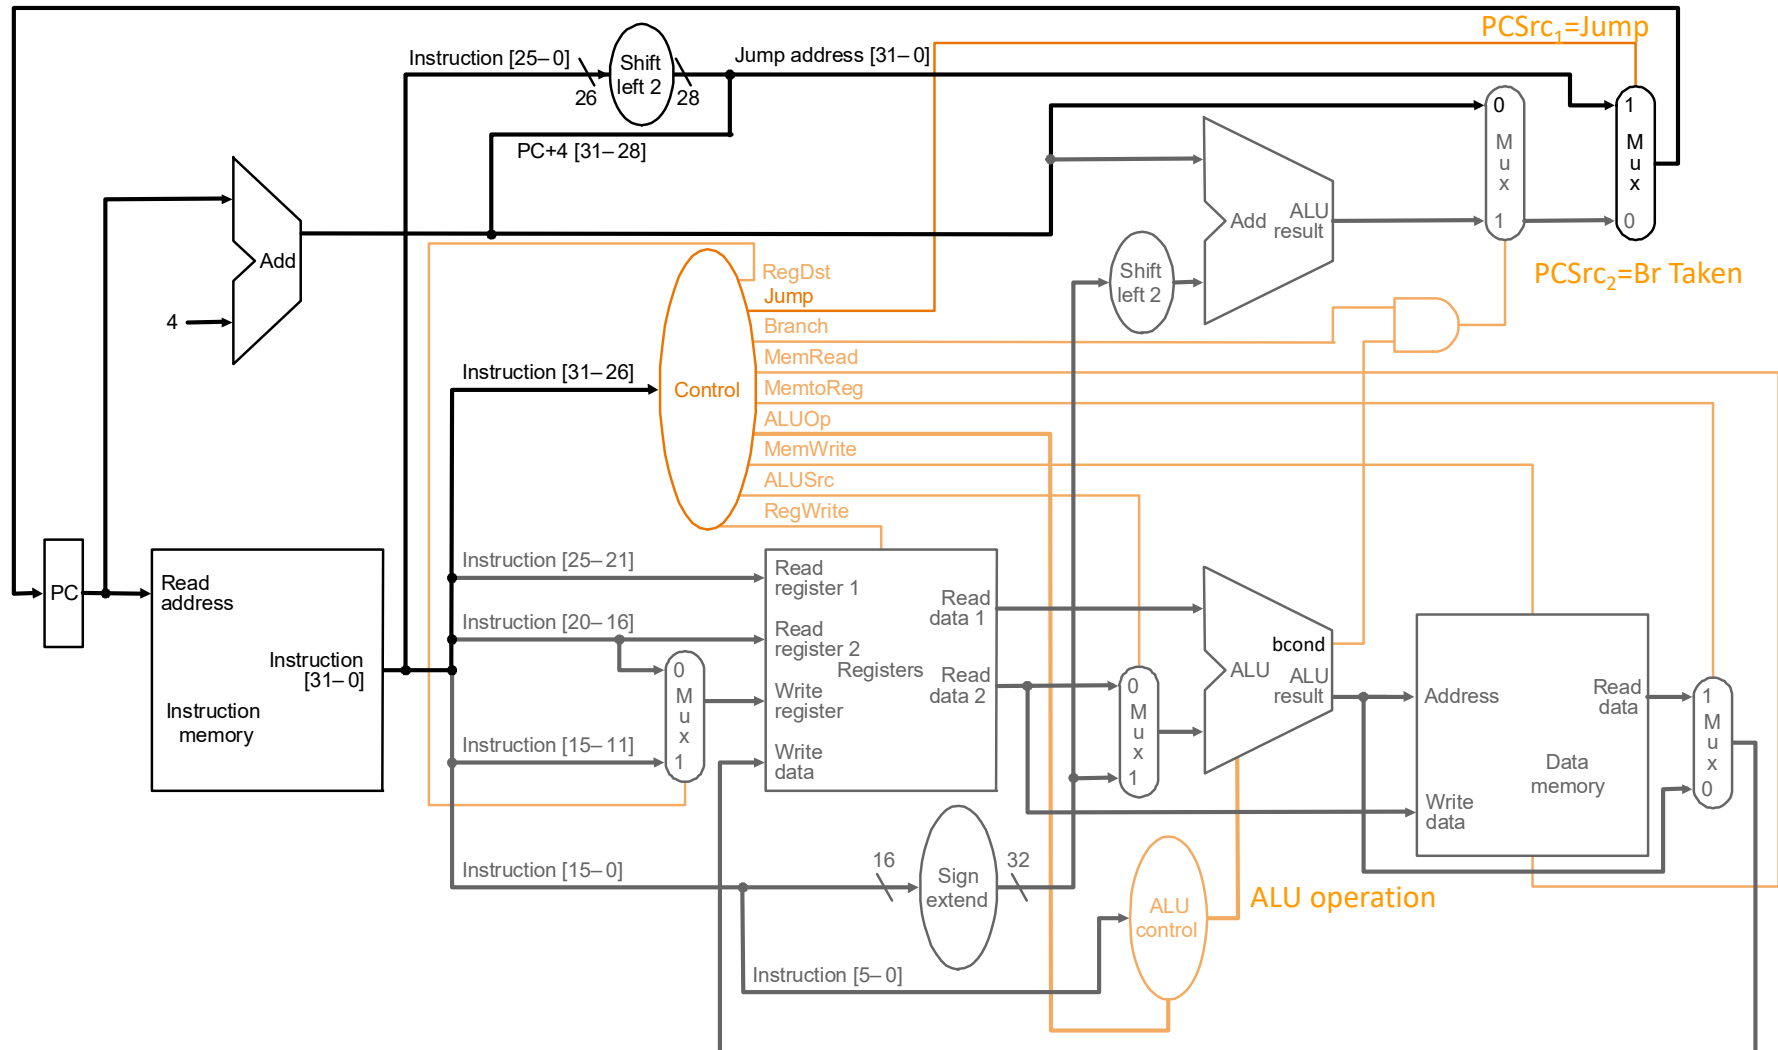 PCSrc1=Jump
Instruction [25–0]
Shift
left 2
Jump address [31–0]
26
28
PC+4 [31–28]
0
M
u
x
1
1
M
u
x
0
Add
ALU
result
Add
4
Shift
left 2
PCSrc2=Br Taken
RegDst
Jump
Branch
MemRead
MemtoReg
ALUOp
MemWrite
ALUSrc
RegWrite
Instruction [31–26]
Control
PC
Read
address
Instruction
[31–0]
Instruction
memory
Instruction [25–21]
Instruction [20–16]
Instruction [15–11]
Instruction [15–0]
Instruction [5–0]
0
M
u
x
1
Read
register 1
Read
register 2
Write
register
Write
data
Registers
Read
data 1
Read
data 2
0
M
u
x
1
bcond
ALU
ALU
result
Address
Read
data
Data
memory
Write
data
1
M
u
x
0
16
Sign
extend
32
ALU
control
ALU operation